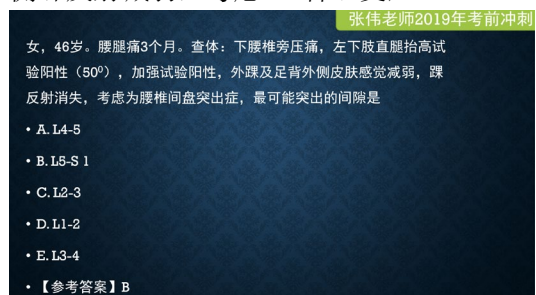 张伟老师2019年考前冲刺
女，46岁。腰腿痛3个月。查体：下腰椎旁压痛，左下肢直腿抬高试
验阳性（50⁰），加强试验阳性，外踝及足背外侧皮肤感觉减弱，踝
反射消失，考虑为腰椎间盘突出症，最可能突出的间隙是
• A. L4-5
• B. L5-S 1
• C. L2-3
• D. L1-2
• E. L3-4
• 【参考答案】B